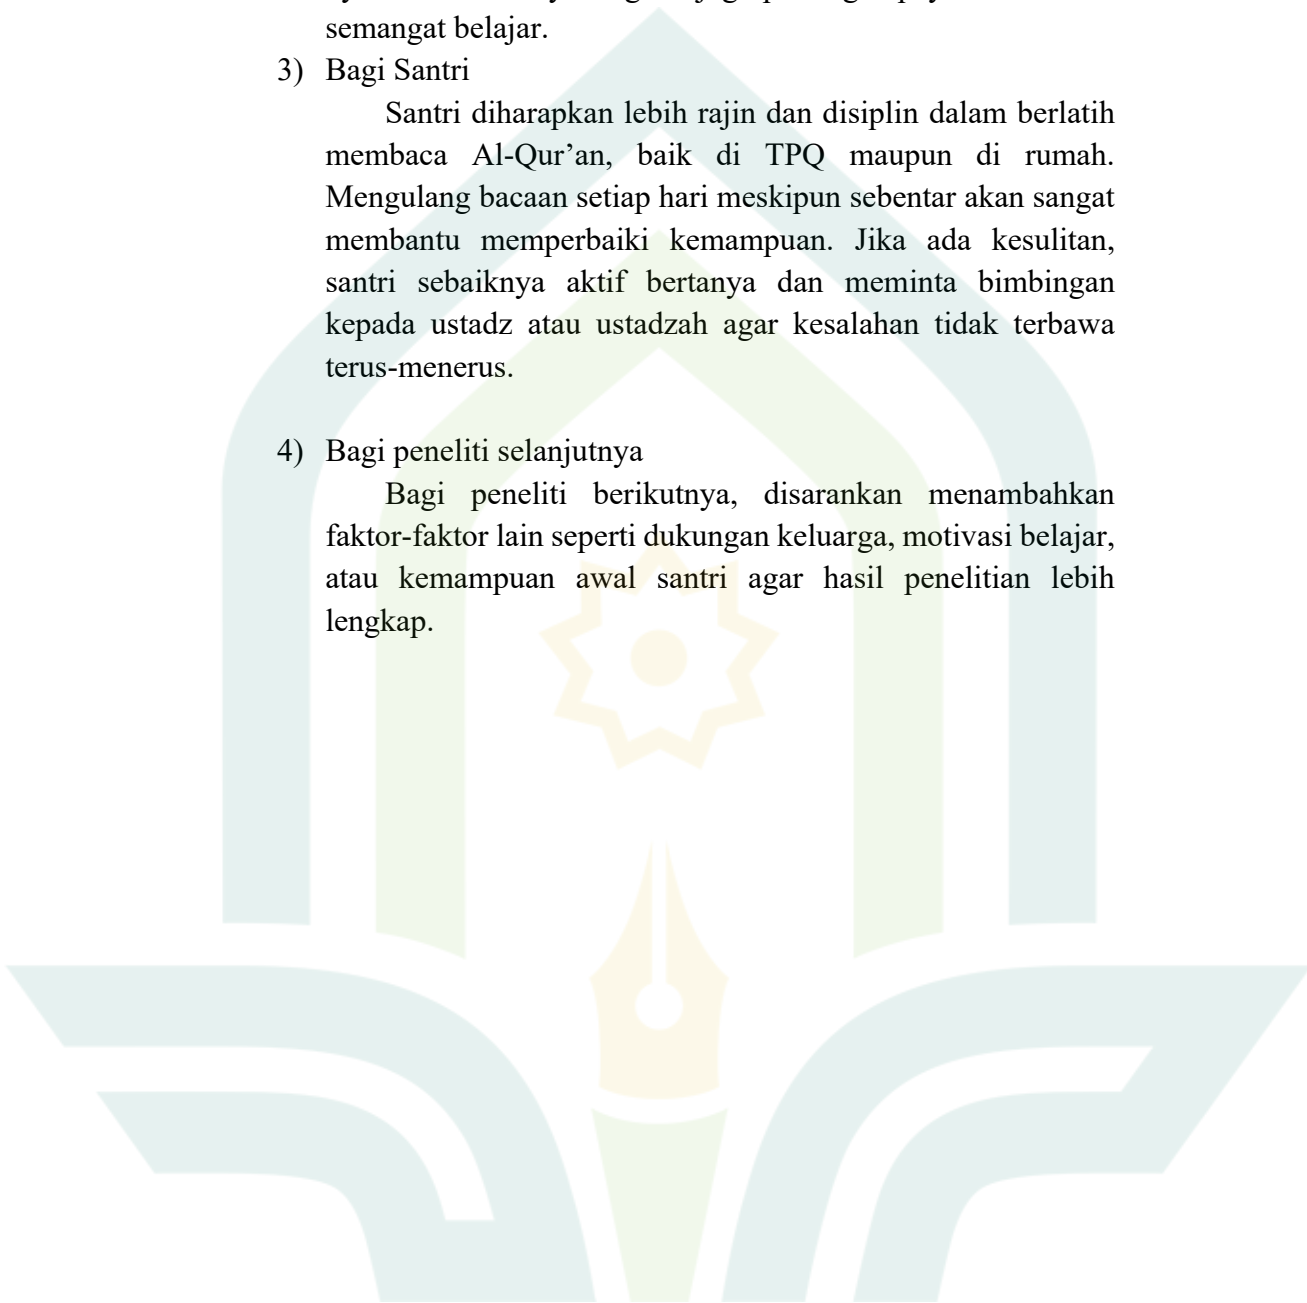 semangat belajar.
3) Bagi Santri
Santri diharapkan lebih rajin dan disiplin dalam berlatih
membaca Al-Qur’an, baik di TPQ maupun di rumah.
Mengulang bacaan setiap hari meskipun sebentar akan sangat
membantu memperbaiki kemampuan. Jika ada kesulitan,
santri sebaiknya aktif bertanya dan meminta bimbingan
kepada ustadz atau ustadzah agar kesalahan tidak terbawa
terus-menerus.
4) Bagi peneliti selanjutnya
Bagi peneliti berikutnya, disarankan menambahkan
faktor-faktor lain seperti dukungan keluarga, motivasi belajar,
atau kemampuan awal santri agar hasil penelitian lebih
lengkap.